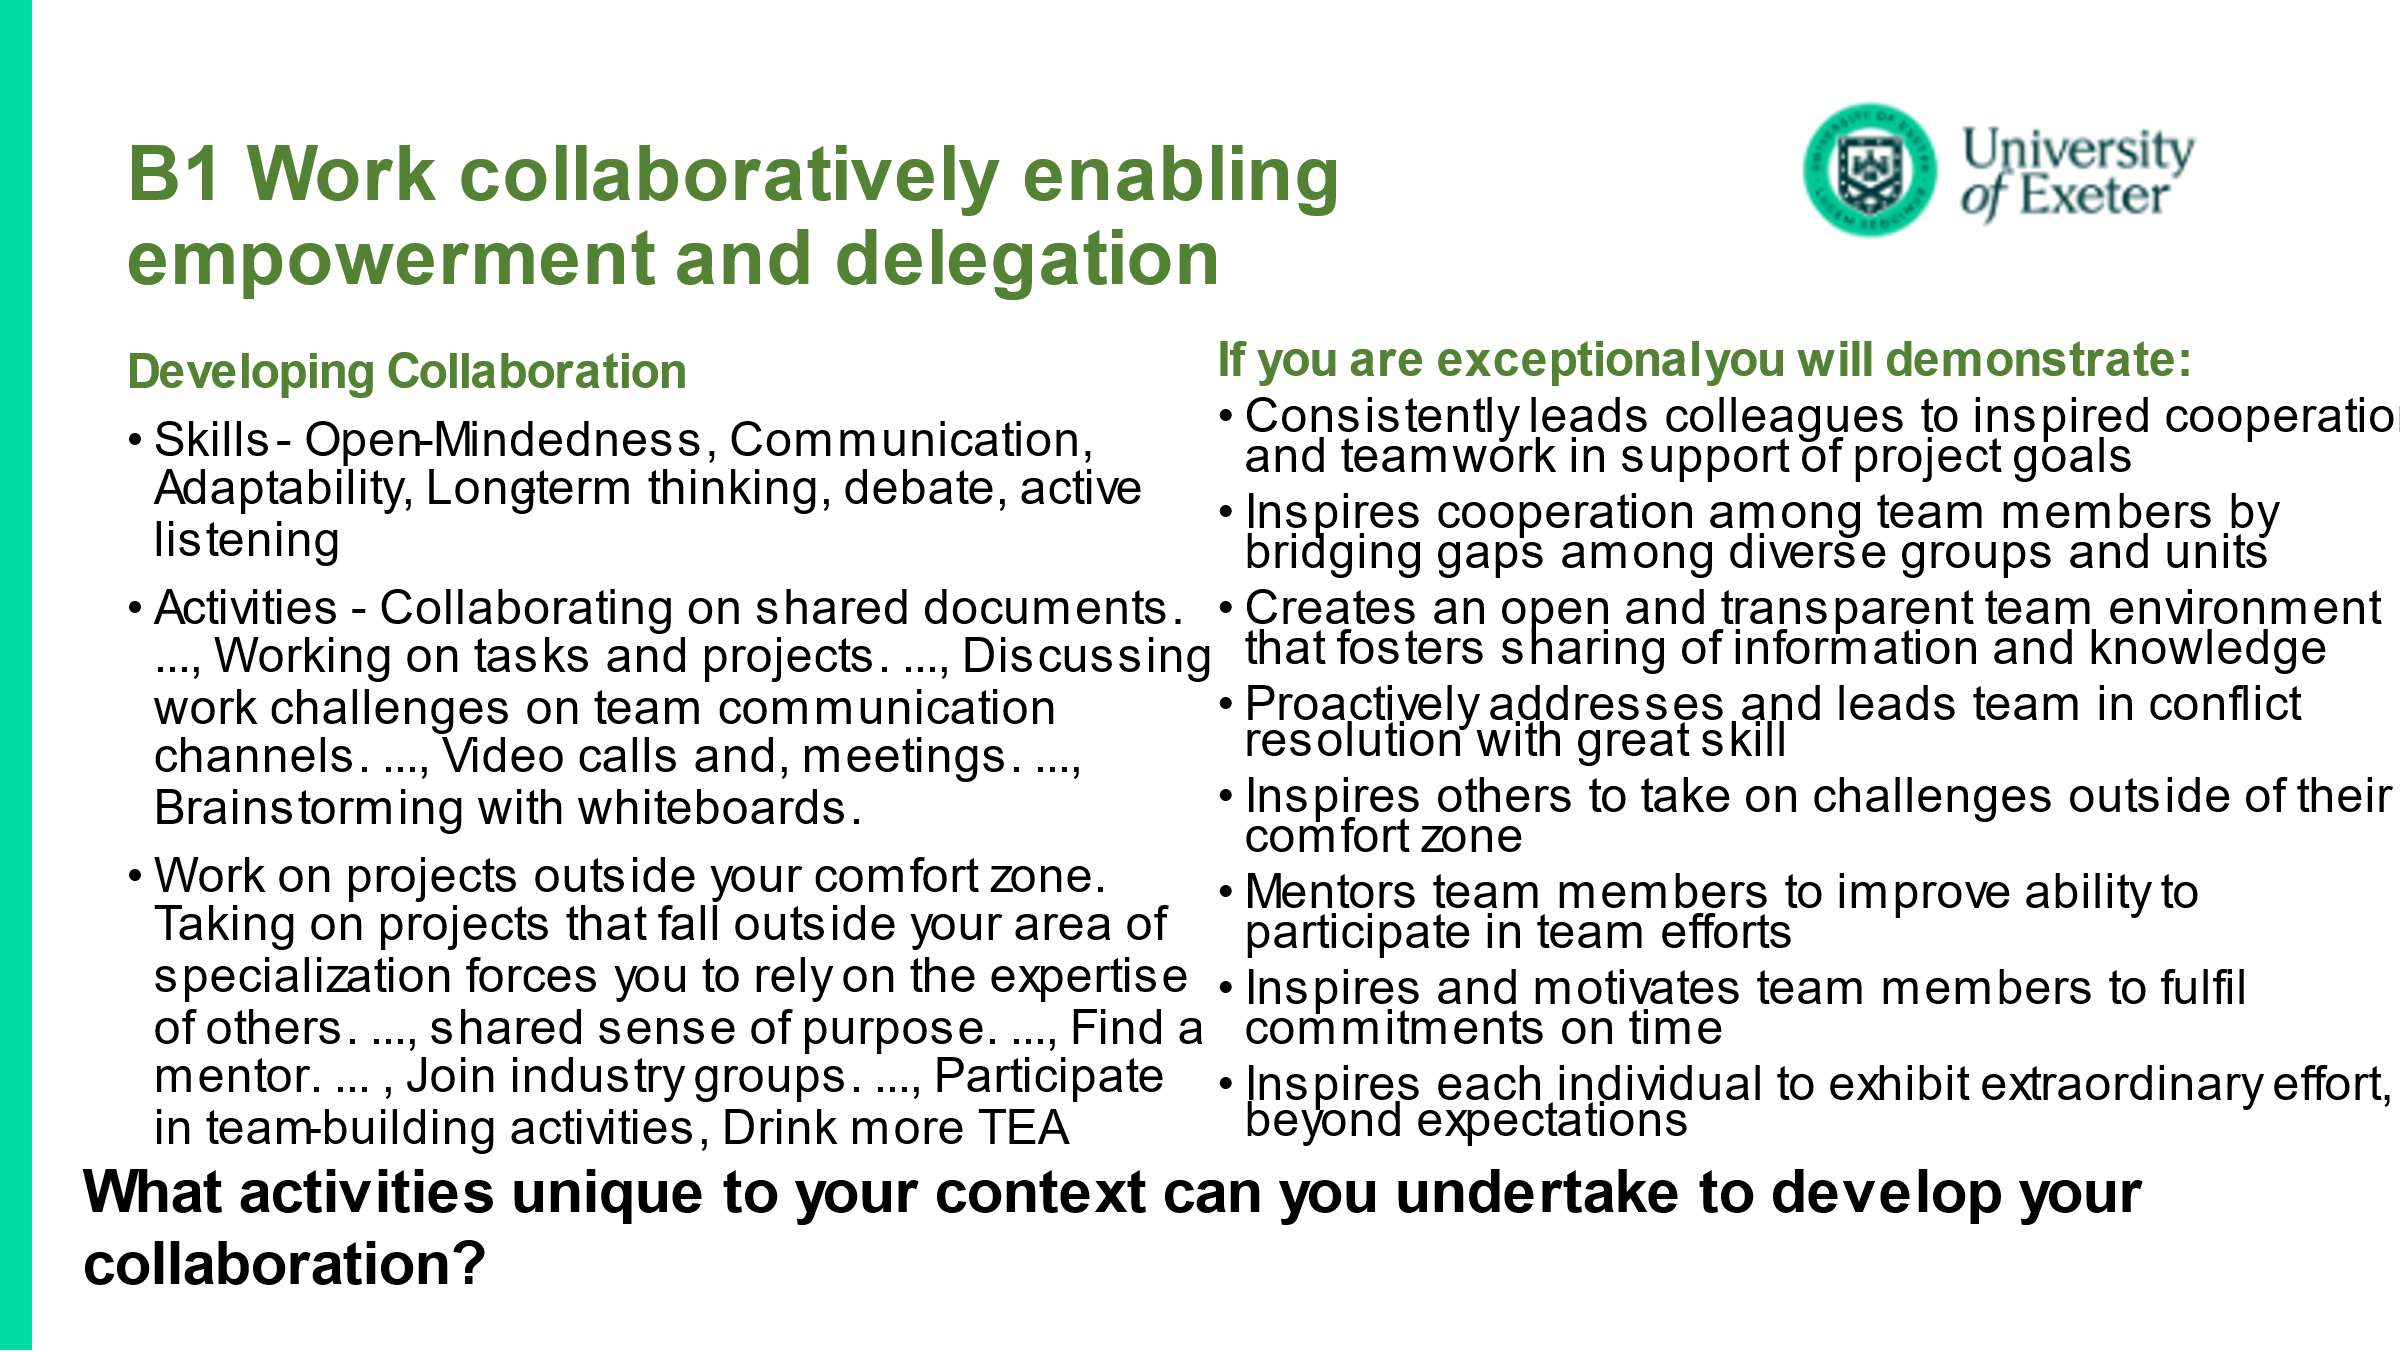 B1 Work collaboratively enabling
empowerment and delegation
University
of Exeter
Developing Collaboration
• Skills - Open-Mindedness, Communication,
Adaptability, Long-term thinking, debate, active
listening
• Activities - Collaborating on shared documents.
..., Working on tasks and projects. ..., Discussing
work challenges on team communication
channels. ..., Video calls and, meetings. ...,
Brainstorming with whiteboards.
• Work on projects outside your comfort zone.
Taking on projects that fall outside your area of
specialization forces you to rely on the expertise
of others. ..., shared sense of purpose. ..., Find a
mentor. ... , Join industry groups. ..., Participate
in team-building activities, Drink more TEA
If you are exceptional you will demonstrate:
• Consistently leads colleagues to inspired cooperatio
and teamwork in support of project goals
• Inspires cooperation among team members by
bridging gaps among diverse groups and units
• Creates an open and transparent team environment
that fosters sharing of information and knowledge
• Proactively addresses and leads team in conflict
resolution with great skill
• Inspires others to take on challenges outside of their
comfort zone
• Mentors team members to improve ability to
participate in team efforts
• Inspires and motivates team members to fulfil
commitments on time
• Inspires each individual to exhibit extraordinary effort,
beyond expectations
What activities unique to your context can you undertake to develop your
collaboration?